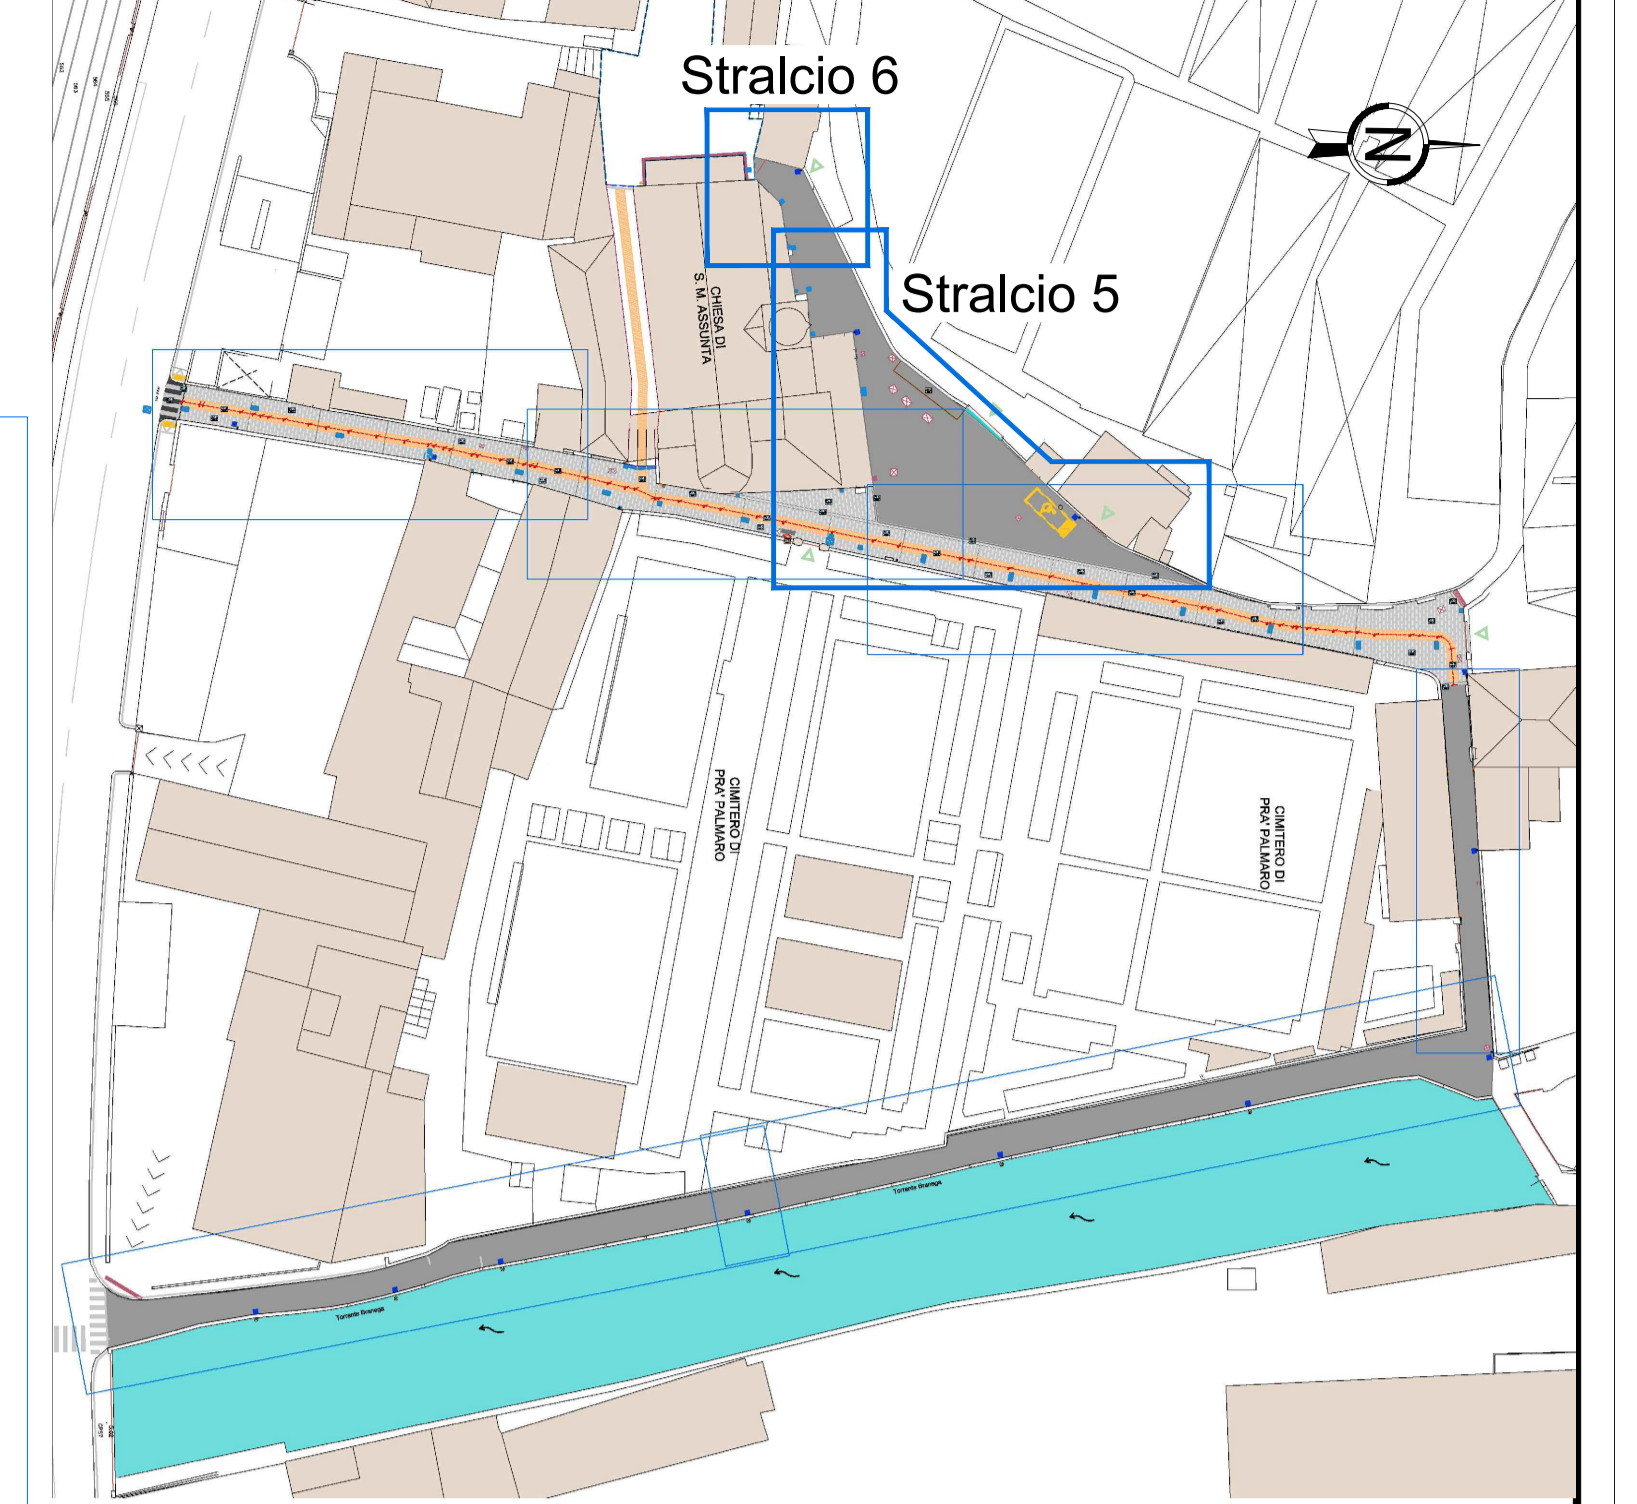 Stralcio 6
N
Stralcio 5
CHIESA DI
S. M. ASSUNTA
CIMITERO DI
PRA' PALMARO
CIMITERO DI
PRA' PALMARO
Torrente Branega
Torrente Branega